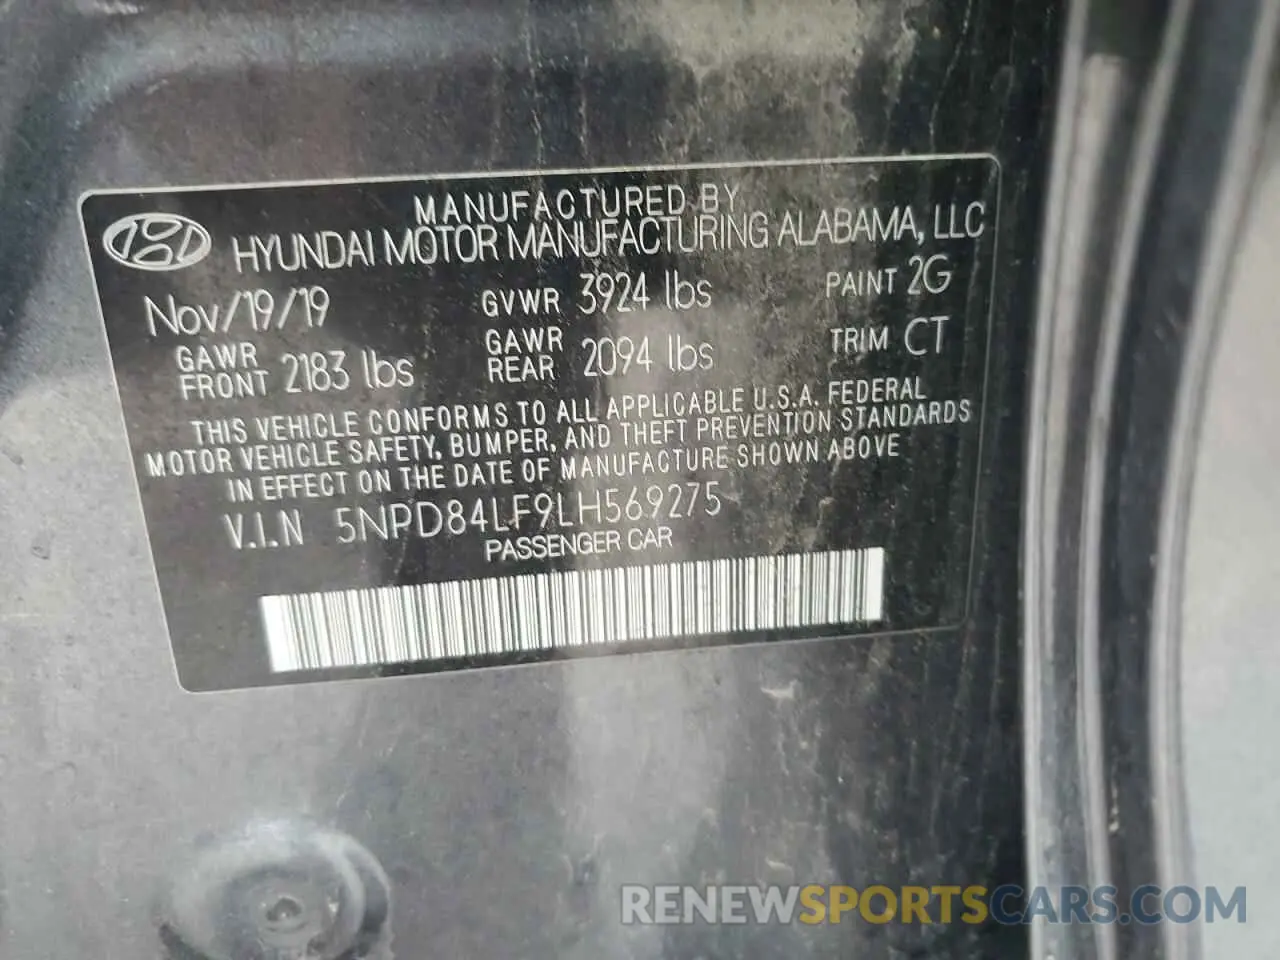 MANUFACTURED BY
HYUNDAI MOTOR MANUFACTURING ALABAMA, LLC
Nov/19/19 GVWR 3924 lbs PAINT 2G
GAWR FRONT 2183 lbs GAWR REAR 2094 lbs TRIM CT
THIS VEHICLE CONFORMS TO ALL APPLICABLE U.S.A. FEDERAL
MOTOR VEHICLE SAFETY, BUMPER, AND THEFT PREVENTION STANDARDS
IN EFFECT ON THE DATE OF MANUFACTURE SHOWN ABOVE
V.I.N 5NPD84LF9LH569275
PASSENGER CAR
RENEWSPORTSCARS.COM